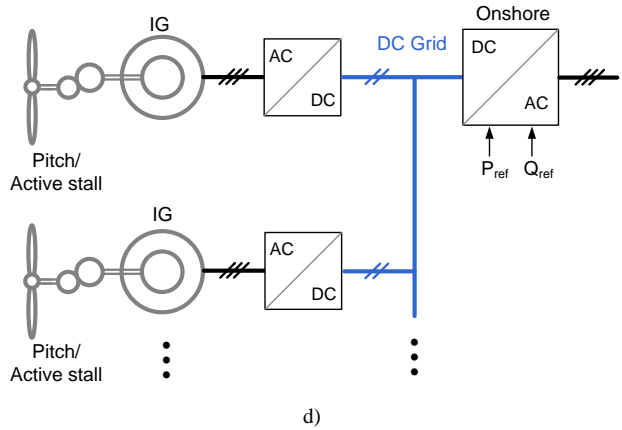 IG
DC Grid
Onshore
AC
DC
DC
AC
Pitch/
Active stall
Pref
Qref
IG
AC
DC
Pitch/
Active stall
d)